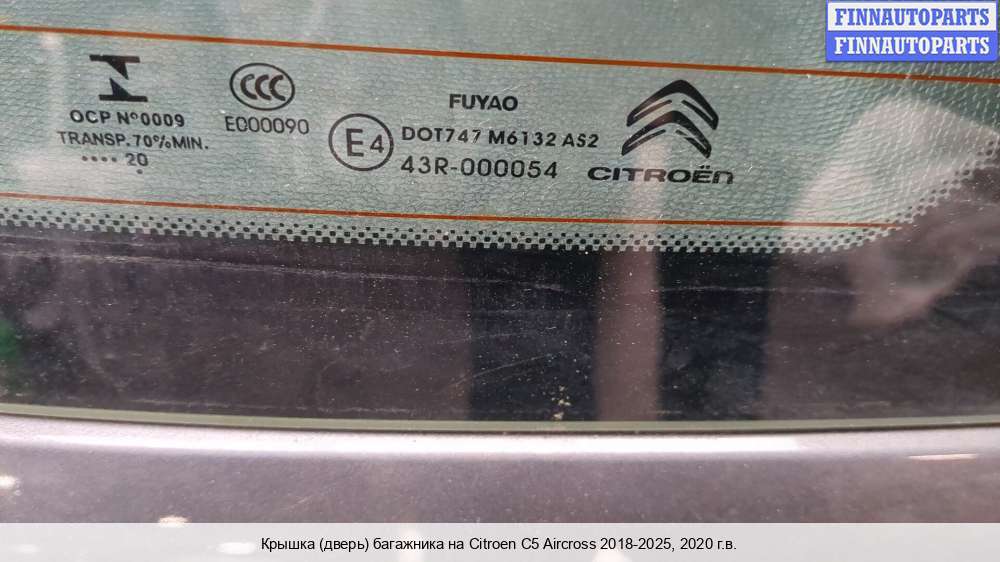 FINNAUTOPARTS
FINNAUTOPARTS
OCP Nº0009
TRANSP. 70% MIN.
•••• 20
•
CCC
E000090
E4
FUYAO
DOT747 M6132 AS2
43R-000054
CITROËN
Крышка (дверь) багажника на Citroen C5 Aircross 2018-2025, 2020 г.в.